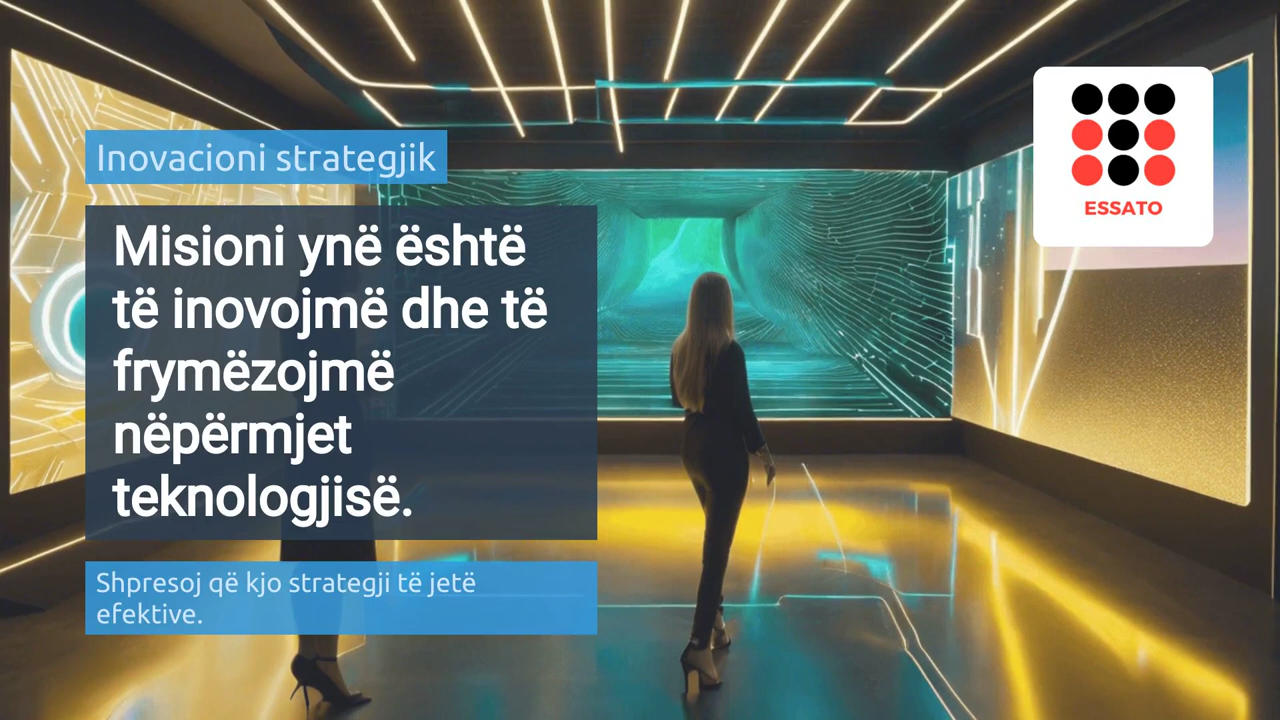 Inovacioni strategjik
Misioni ynë është
të inovojmë dhe të
frymëzojmë
nëpërmjet
teknologjisë.
Shpresoj që kjo strategji të jetë
efektive.
ESSATO